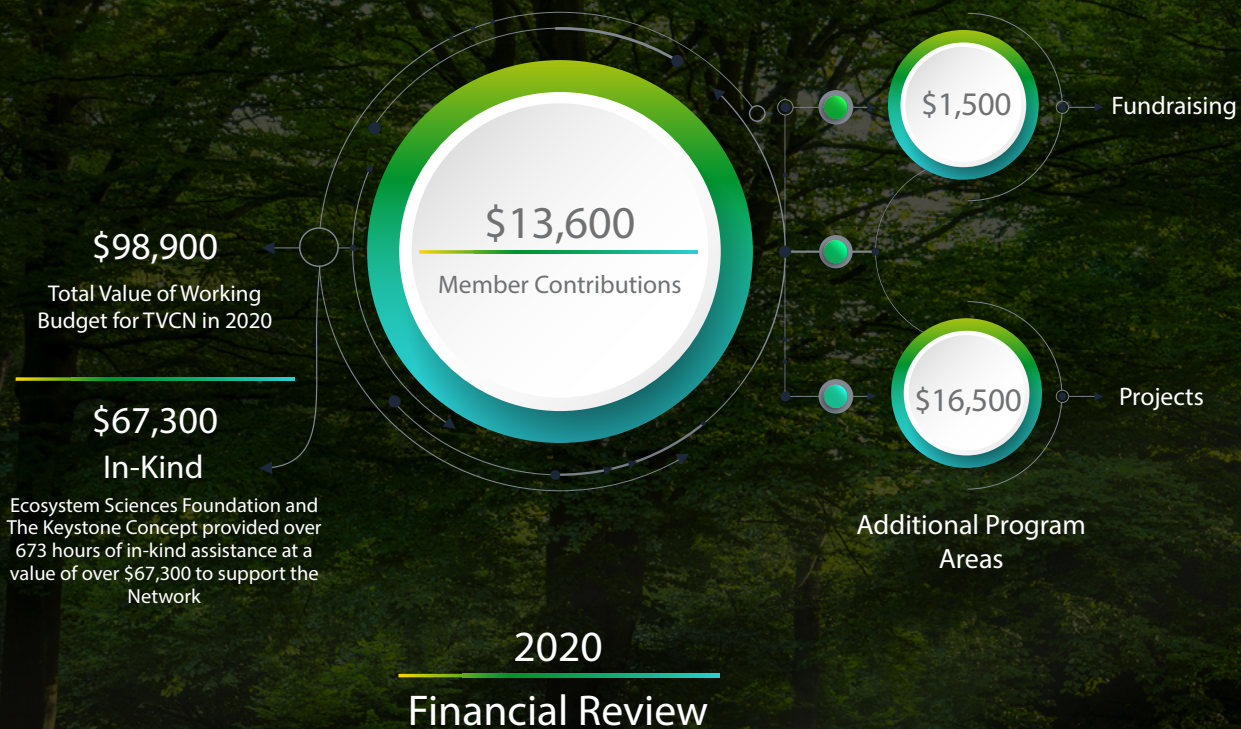 $98,900
Total Value of Working
Budget for TVCN in 2020
$67,300
In-Kind
Ecosystem Sciences Foundation and
The Keystone Concept provided over
673 hours of in-kind assistance at a
value of over $67,300 to support the
Network
$13,600
Member Contributions
$1,500
Fundraising
$16,500
Projects
Additional Program
Areas
2020
Financial Review